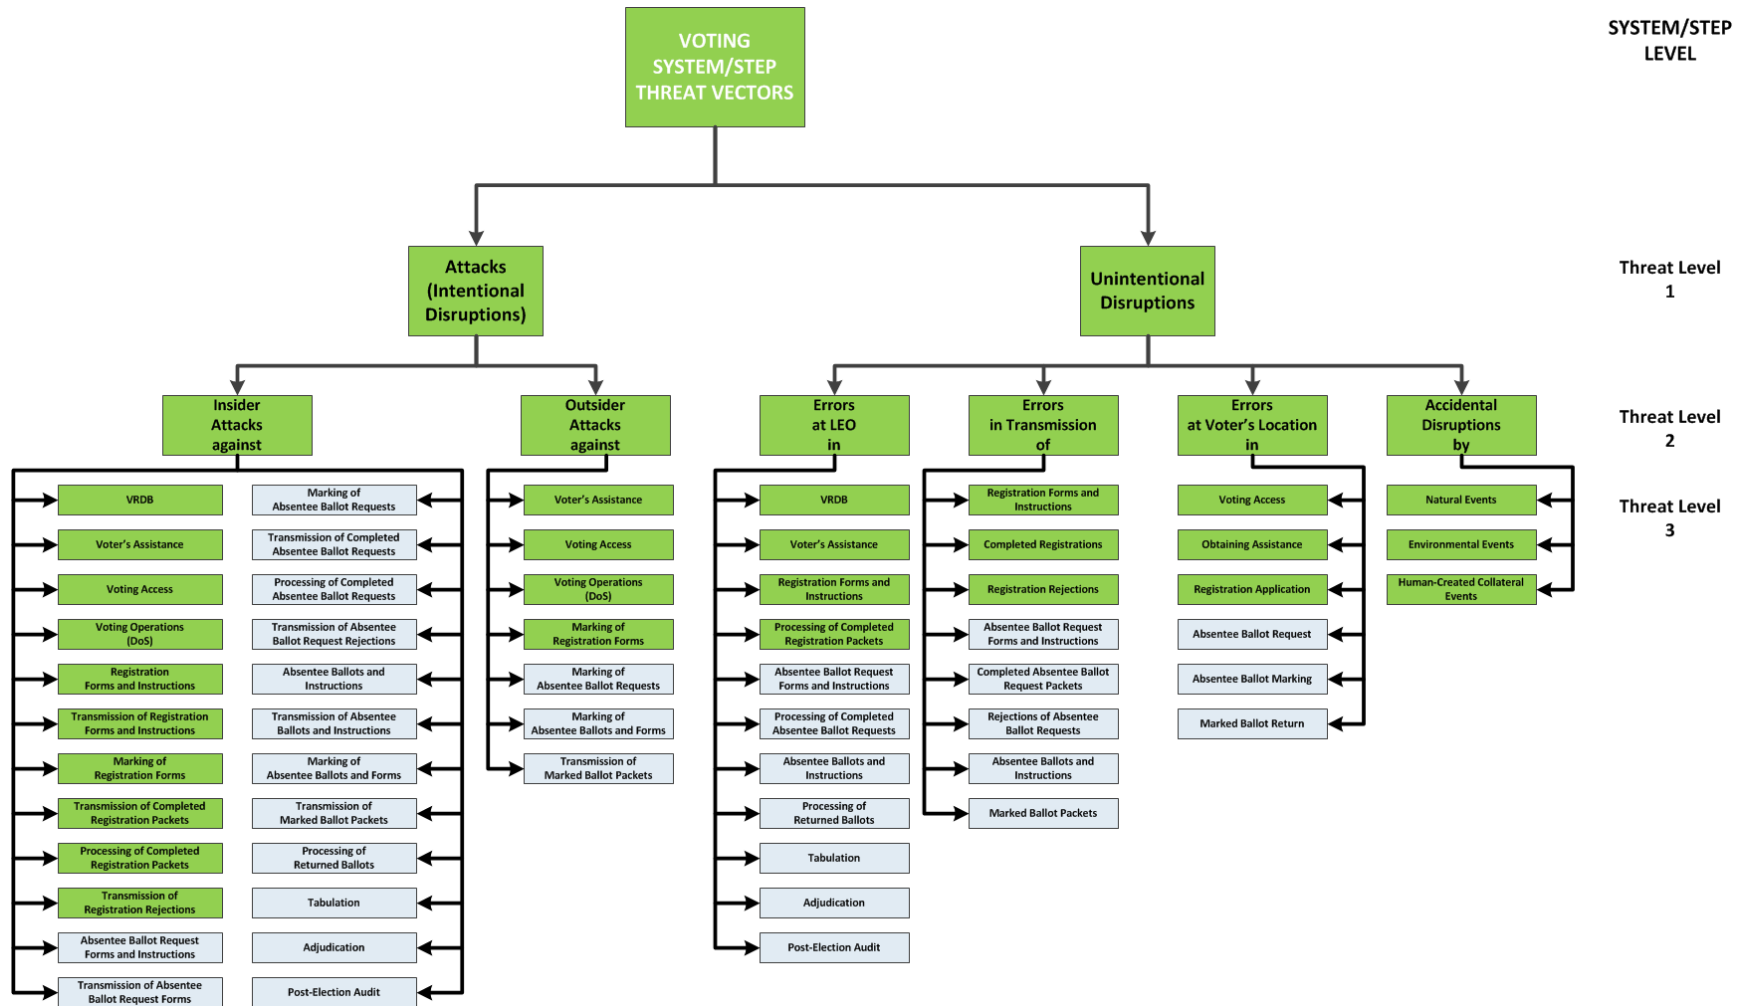 VOTING
SYSTEM/STEP
THREAT VECTORS
SYSTEM/STEP
LEVEL
Attacks
(Intentional
Disruptions)
Unintentional
Disruptions
Threat Level
1
Insider
Attacks
against
Outsider
Attacks
against
Errors
at LEO
in
Errors
in Transmission
of
Errors
at Voter's Location
in
Accidental
Disruptions
by
Threat Level
2
Threat Level
3
VRDB
Voter's Assistance
Voting Access
Voting Operations
(DoS)
Registration
Forms and Instructions
Transmission of Registration
Forms and Instructions
Marking of
Registration Forms
Transmission of Completed
Registration Packets
Processing of Completed
Registration Packets
Transmission of
Registration Rejections
Absentee Ballot Request
Forms and Instructions
Transmission of Absentee
Ballot Request Forms
Marking of
Absentee Ballot Requests
Transmission of Completed
Absentee Ballot Requests
Processing of Completed
Absentee Ballot Requests
Transmission of Absentee
Ballot Request Rejections
Absentee Ballots and
Instructions
Transmission of Absentee
Ballots and Instructions
Marking of
Absentee Ballots and Forms
Transmission of
Marked Ballot Packets
Processing of
Returned Ballots
Tabulation
Adjudication
Post-Election Audit
Voter's Assistance
Voting Access
Voting Operations
(DoS)
Marking of
Registration Forms
Marking of
Absentee Ballot Requests
Marking of
Absentee Ballots and Forms
Transmission of
Marked Ballot Packets
VRDB
Voter's Assistance
Registration Forms and
Instructions
Processing of Completed
Registration Packets
Absentee Ballot Request
Forms and Instructions
Processing of Completed
Absentee Ballot Requests
Absentee Ballots and
Instructions
Processing of
Returned Ballots
Tabulation
Adjudication
Post-Election Audit
Registration Forms and
Instructions
Completed Registrations
Registration Rejections
Absentee Ballot Request
Forms and Instructions
Completed Absentee Ballot
Request Packets
Rejections of Absentee
Ballot Requests
Absentee Ballots and
Instructions
Marked Ballot Packets
Voting Access
Obtaining Assistance
Registration Application
Absentee Ballot Request
Absentee Ballot Marking
Marked Ballot Return
Natural Events
Environmental Events
Human-Created Collateral
Events